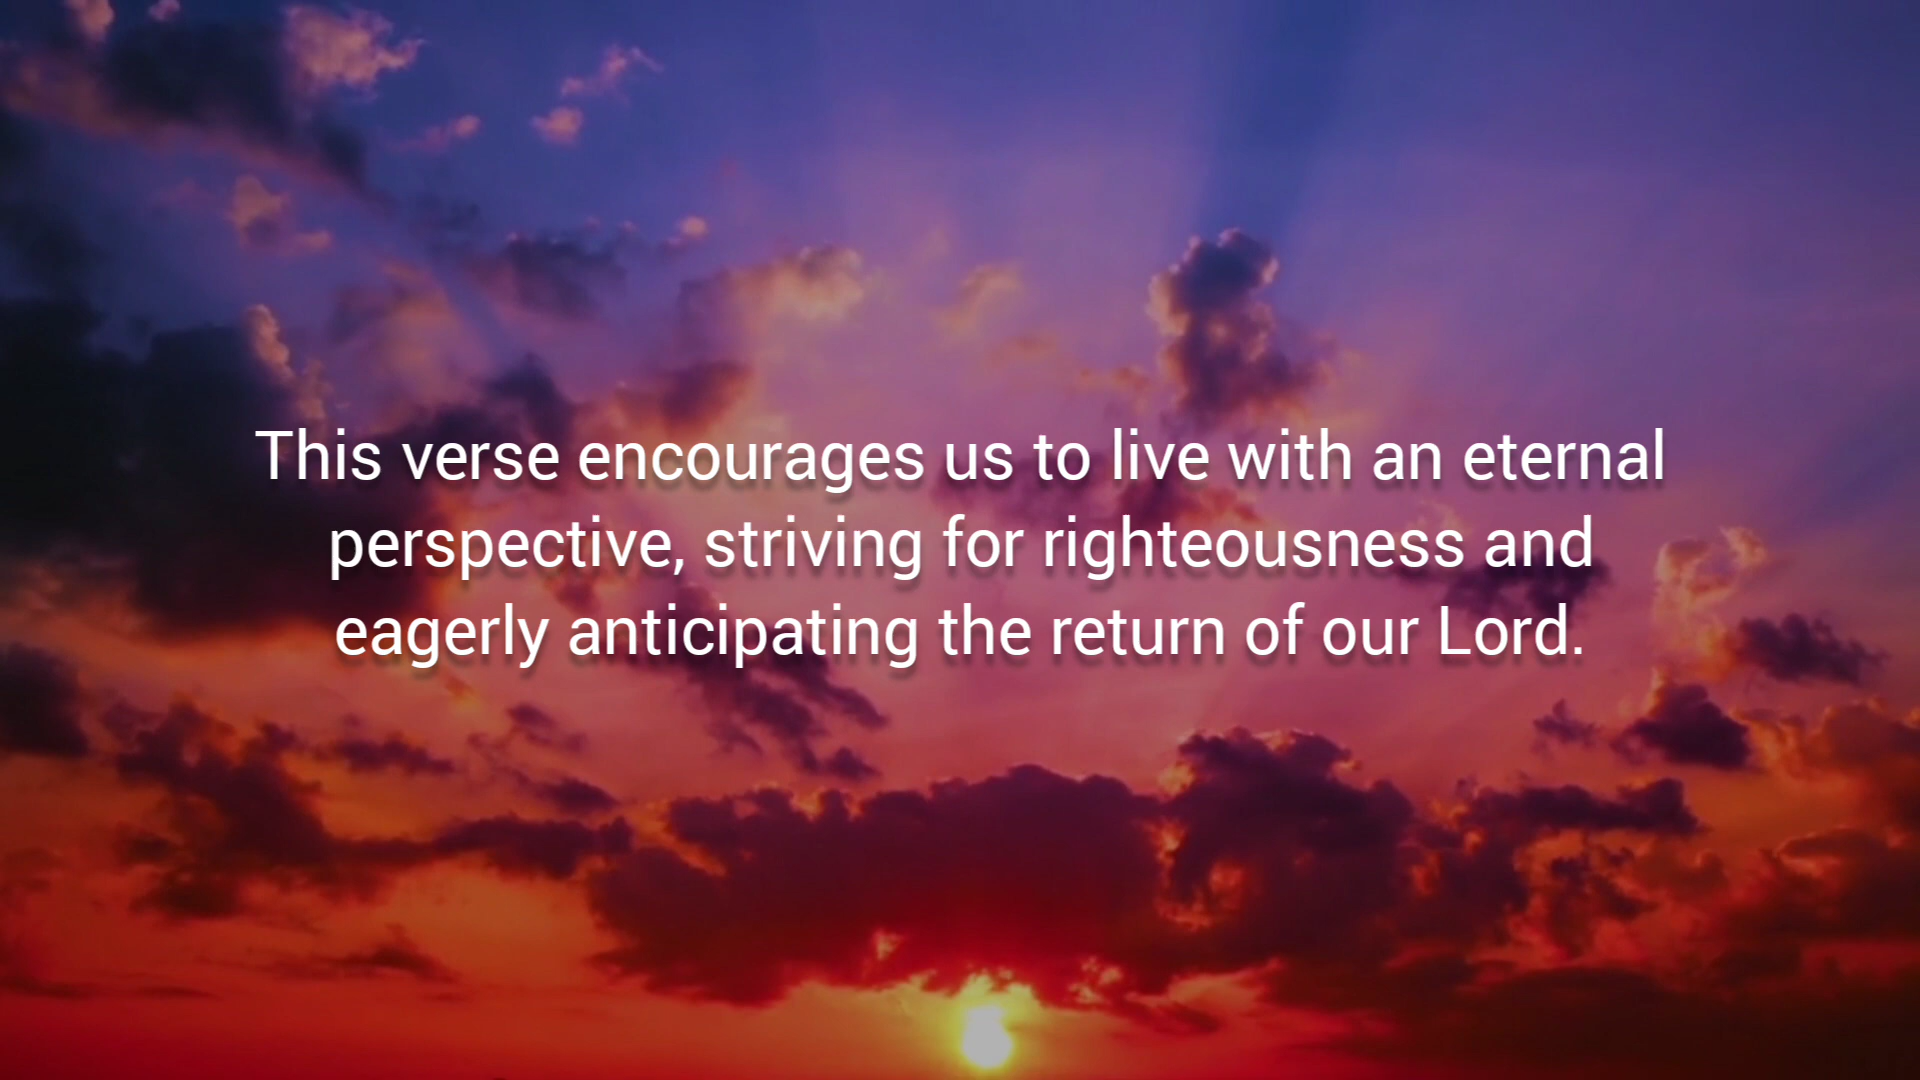 This verse encourages us to live with an eternal
perspective, striving for righteousness and
eagerly anticipating the return of our Lord.